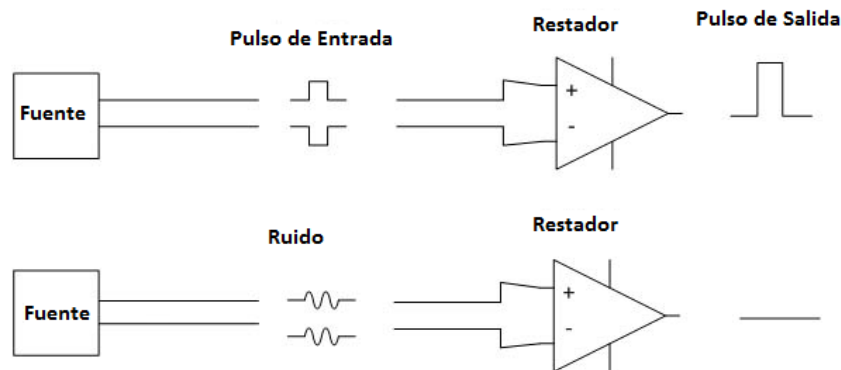 Pulso de Entrada
Restador
Pulso de Salida
Fuente
+
-
Ruido
Restador
Fuente
+
-